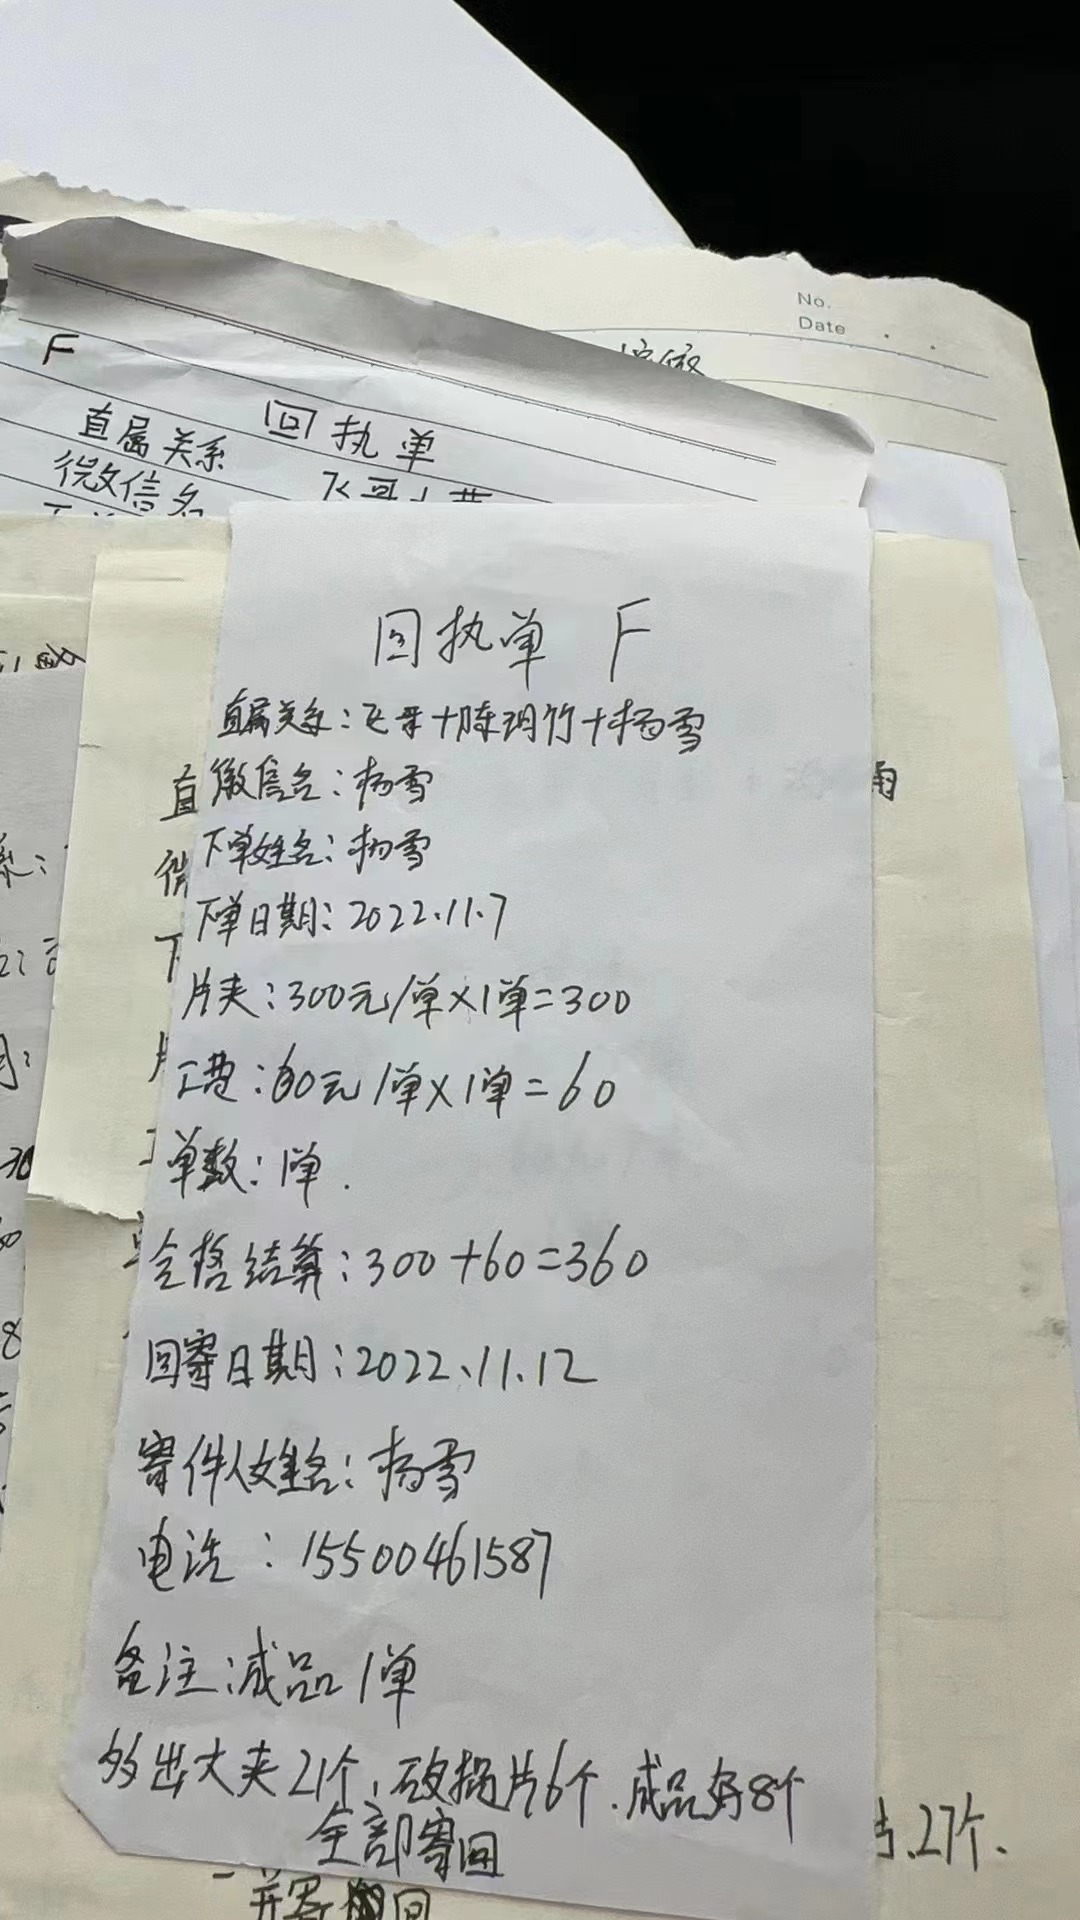 No.
Date
F
回执单
直属关系
微信名
回执单 F
直属关系：飞哥+陈玥竹+杨雪
微信名：杨雪
下单姓名：杨雪
下单日期：2022.11.7
片夹：300元/单×1单=300
工费：60元/单×1单=60
单数：1单.
合格结算：300+60=360
回寄日期：2022.11.12
寄件人姓名：杨雪
电话：15500461587
备注：成品1单
多出大夹21个，破损片6个.成品好8个
全部寄回
27个.
一并寄回